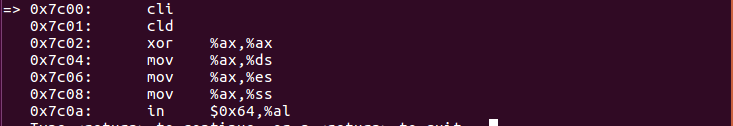 => 0x7c00: cli
0x7c01: cld
0x7c02: xor %ax,%ax
0x7c04: mov %ax,%ds
0x7c06: mov %ax,%es
0x7c08: mov %ax,%ss
0x7c0a: in $0x64,%al